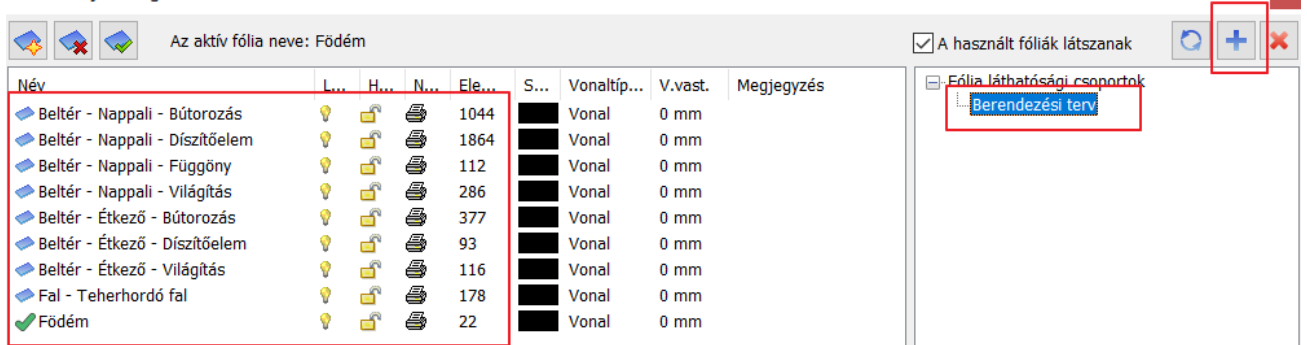 Az aktív fólia neve: Födém
A használt fóliák látszanak
Név L... H... N... Ele... S... Vonaltíp... V.vast. Megjegyzés
Beltér - Nappali - Bútorozás 1044 Vonal 0 mm
Beltér - Nappali - Díszítőelem 1864 Vonal 0 mm
Beltér - Nappali - Függöny 112 Vonal 0 mm
Beltér - Nappali - Világítás 286 Vonal 0 mm
Beltér - Étkező - Bútorozás 377 Vonal 0 mm
Beltér - Étkező - Díszítőelem 93 Vonal 0 mm
Beltér - Étkező - Világítás 116 Vonal 0 mm
Fal - Teherhordó fal 178 Vonal 0 mm
Födém 22 Vonal 0 mm
Fólia láthatósági csoportok
Berendezési terv